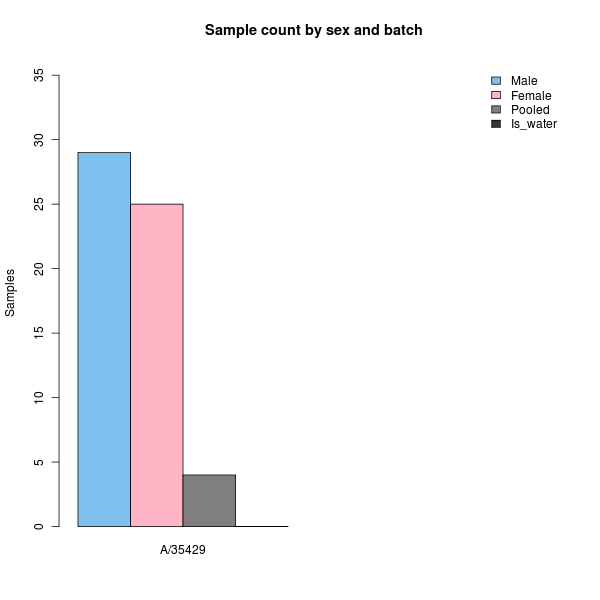 Sample count by sex and batch
Male
Female
Pooled
Is_water
Samples
35
30
25
20
15
10
5
0
A/35429